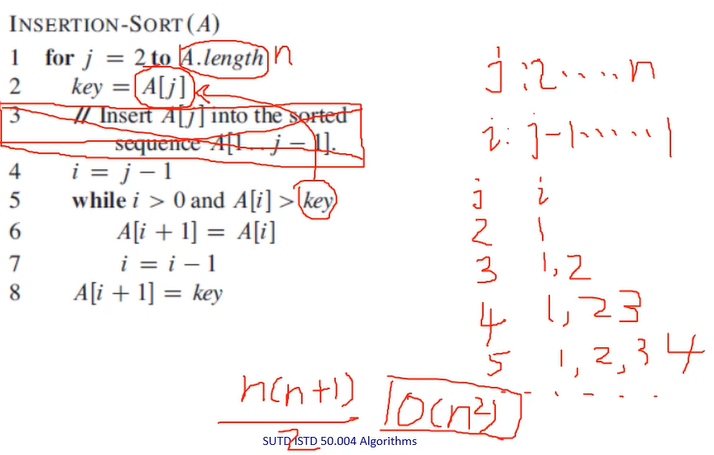 INSERTION-SORT(A)
1 for j = 2 to A.length n
2 key = A[j]
3 // Insert A[j] into the sorted
sequence A[1 . . j − 1].
4 i = j − 1
5 while i > 0 and A[i] > key
6 A[i + 1] = A[i]
7 i = i − 1
8 A[i + 1] = key
j : 2 ..... n
i : j-1 ...... 1
j i
2 1
3 1, 2
4 1, 2 3
5 1, 2, 3 4
- . . . .
n(n+1)
2
O(n²)
SUTD ISTD 50.004 Algorithms